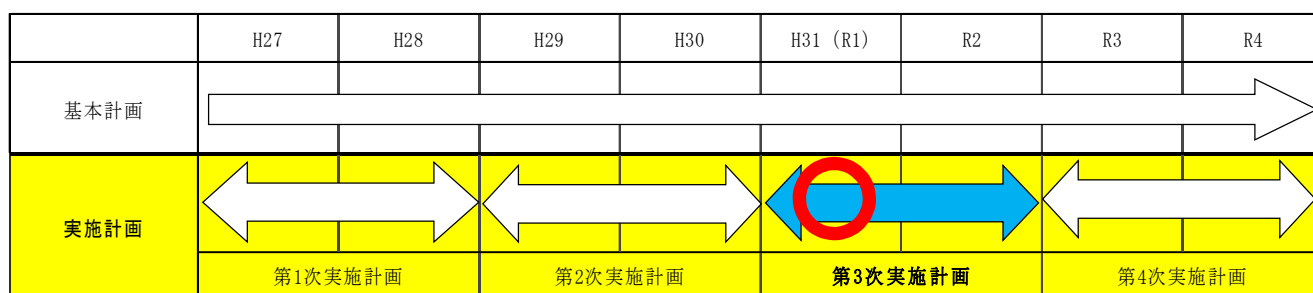 H27 H28 H29 H30 H31 (R1) R2 R3 R4
基本計画
実施計画
第1次実施計画 第2次実施計画 第3次実施計画 第4次実施計画